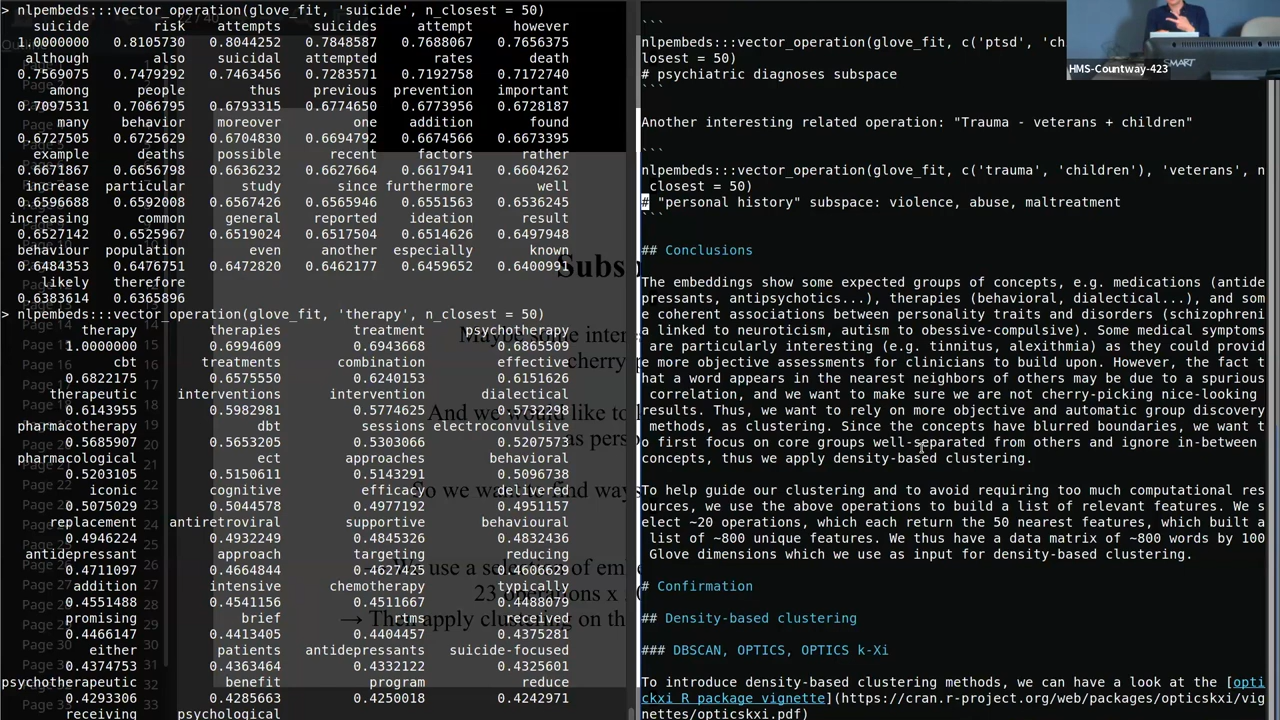 > nlpembeds:::vector_operation(glove_fit, 'suicide', n_closest = 50)
suicide risk attempts suicides attempt however
1.0000000 0.8105730 0.8044252 0.7848587 0.7688067 0.7656375
although also suicidal attempted rates death
0.7569075 0.7479292 0.7463456 0.7283571 0.7192758 0.7172740
among people thus previous prevention important
0.7097531 0.7066795 0.6793315 0.6774650 0.6773956 0.6728187
many behavior moreover one addition found
0.6727505 0.6725629 0.6704830 0.6694792 0.6674566 0.6673395
example deaths possible recent factors rather
0.6671867 0.6656798 0.6636232 0.6627664 0.6617941 0.6604262
increase particular study since furthermore well
0.6596688 0.6592008 0.6567426 0.6565946 0.6551563 0.6536245
increasing common general reported ideation result
0.6527142 0.6525967 0.6519024 0.6517504 0.6514626 0.6497948
behaviour population even another especially known
0.6484353 0.6476751 0.6472820 0.6462177 0.6459652 0.6400991
likely therefore
0.6383614 0.6365896
> nlpembeds:::vector_operation(glove_fit, 'therapy', n_closest = 50)
therapy therapies treatment psychotherapy
1.0000000 0.6994609 0.6943668 0.6865509
cbt treatments combination effective
0.6822175 0.6575550 0.6240153 0.6151626
therapeutic interventions intervention dialectical
0.6143955 0.5982981 0.5774625
pharmacotherapy dbt sessions electroconvulsive
0.5685907 0.5653205 0.5303066 0.5207573
pharmacological ect approaches behavioral
0.5203105 0.5150611 0.5143291 0.5096738
iconic cognitive efficacy
0.5075029 0.5044578 0.4977192 0.4951157
replacement antiretroviral supportive behavioural
0.4946224 0.4932249 0.4845326 0.4832436
antidepressant approach targeting reducing
0.4711097 0.4664844 0.4627425 0.4606629
addition intensive chemotherapy typically
0.4551488 0.4541156 0.4511667 0.4488079
promising brief rtms received
0.4466147 0.4413405 0.4404457 0.4375281
either patients antidepressants suicide-focused
0.4374753 0.4363464 0.4332122 0.4325601
psychotherapeutic benefit program reduce
0.4293306 0.4285663 0.4250018 0.4242971
receiving psychological
```
nlpembeds:::vector_operation(glove_fit, c('ptsd', 'ch
losest = 50)
# psychiatric diagnoses subspace
```
Another interesting related operation: "Trauma - veterans + children"
```
nlpembeds:::vector_operation(glove_fit, c('trauma', 'children'), 'veterans', n
_closest = 50)
# "personal history" subspace: violence, abuse, maltreatment
```
## Conclusions
The embeddings show some expected groups of concepts, e.g. medications (antide
pressants, antipsychotics...), therapies (behavioral, dialectical...), and som
e coherent associations between personality traits and disorders (schizophreni
a linked to neuroticism, autism to obsessive-compulsive). Some medical symptoms
are particularly interesting (e.g. tinnitus, alexithmia) as they could provid
e more objective assessments for clinicians to build upon. However, the fact t
hat a word appears in the nearest neighbors of others may be due to a spurious
correlation, and we want to make sure we are not cherry-picking nice-looking
results. Thus, we want to rely on more objective and automatic group discovery
methods, as clustering. Since the concepts have blurred boundaries, we want t
o first focus on core groups well-separated from others and ignore in-between
concepts, thus we apply density-based clustering.
To help guide our clustering and to avoid requiring too much computational res
ources, we use the above operations to build a list of relevant features. We s
elect ~20 operations, which each return the 50 nearest features, which built a
list of ~800 unique features. We thus have a data matrix of ~800 words by 100
Glove dimensions which we use as input for density-based clustering.
# Confirmation
## Density-based clustering
### DBSCAN, OPTICS, OPTICS k-Xi
To introduce density-based clustering methods, we can have a look at the [opti
ckxi R package vignette](https://cran.r-project.org/web/packages/opticskxi/vig
nettes/opticskxi.pdf)
HMS-Countway-423
SMART